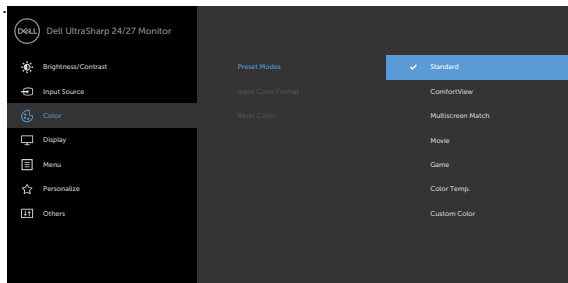 DELL Dell UltraSharp 24/27 Monitor
Brightness/Contrast Preset Modes Standard
Input Source Input Color Format ComfortView
Color Reset Color Multiscreen Match
Display Movie
Menu Game
Personalize Color Temp.
Others Custom Color